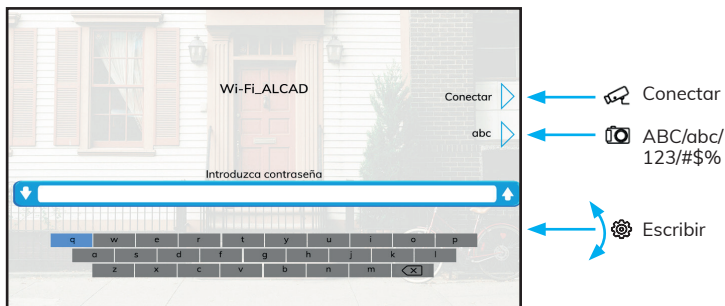 Wi-Fi_ALCAD
Conectar
abc
Introduzca contraseña
q w e r t y u i o p
a s d f g h j k l
z x c v b n m
Conectar
ABC/abc/
123/#$%
Escribir